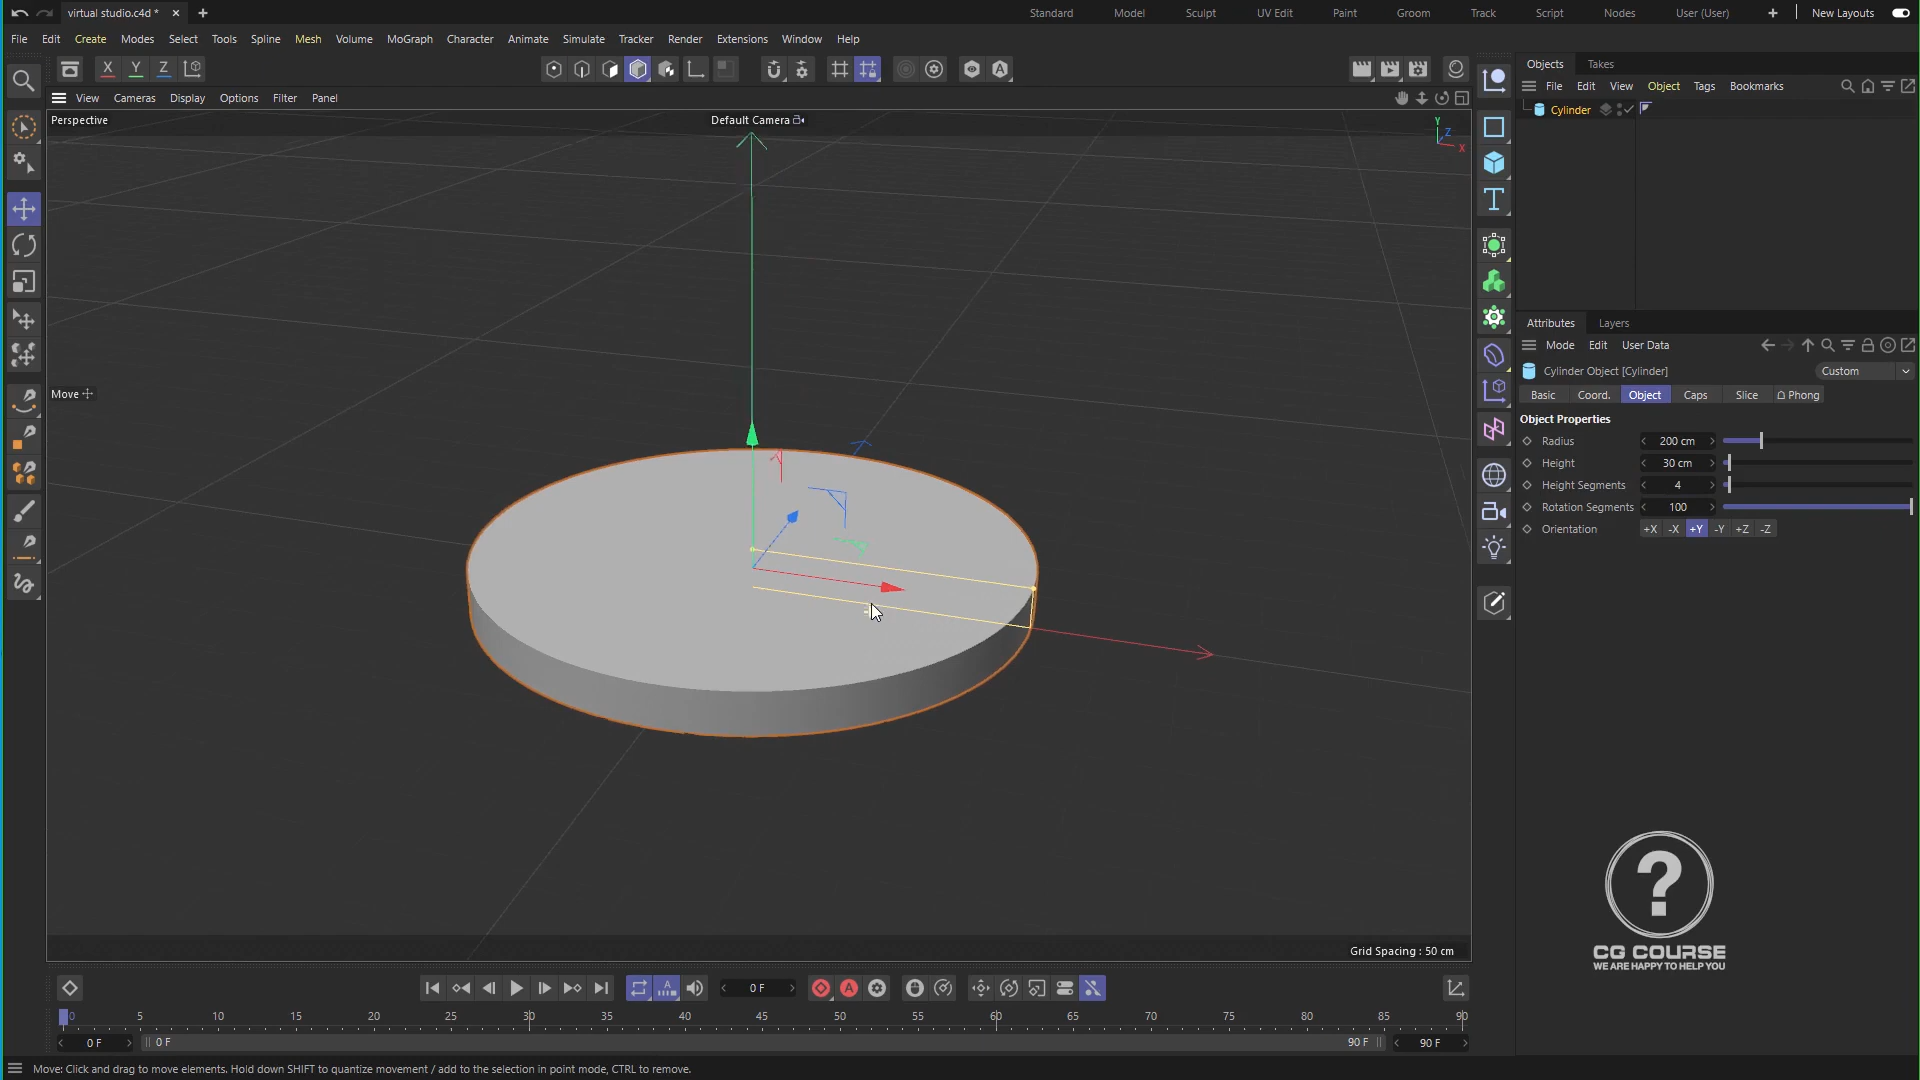 virtual studio.c4d *
Standard Model Sculpt UV Edit Paint Groom Track Script Nodes User (User) New Layouts
File Edit Create Modes Select Tools Spline Mesh Volume MoGraph Character Animate Simulate Tracker Render Extensions Window Help
X Y Z
Objects Takes
File Edit View Object Tags Bookmarks
View Cameras Display Options Filter Panel
Cylinder
Perspective
Default Camera
Y
Z
X
Move
Attributes Layers
Mode Edit User Data
Cylinder Object [Cylinder]
Custom
Basic Coord. Object Caps Slice Phong
Object Properties
Radius 200 cm
Height 30 cm
Height Segments 4
Rotation Segments 100
Orientation +X -X +Y -Y +Z -Z
?
CG COURSE
WE ARE HAPPY TO HELP YOU
Grid Spacing : 50 cm
0 F
0 5 10 15 20 25 30 35 40 45 50 55 60 65 70 75 80 85 90
0 F 0 F 90 F 90 F
Move: Click and drag to move elements. Hold down SHIFT to quantize movement / add to the selection in point mode, CTRL to remove.